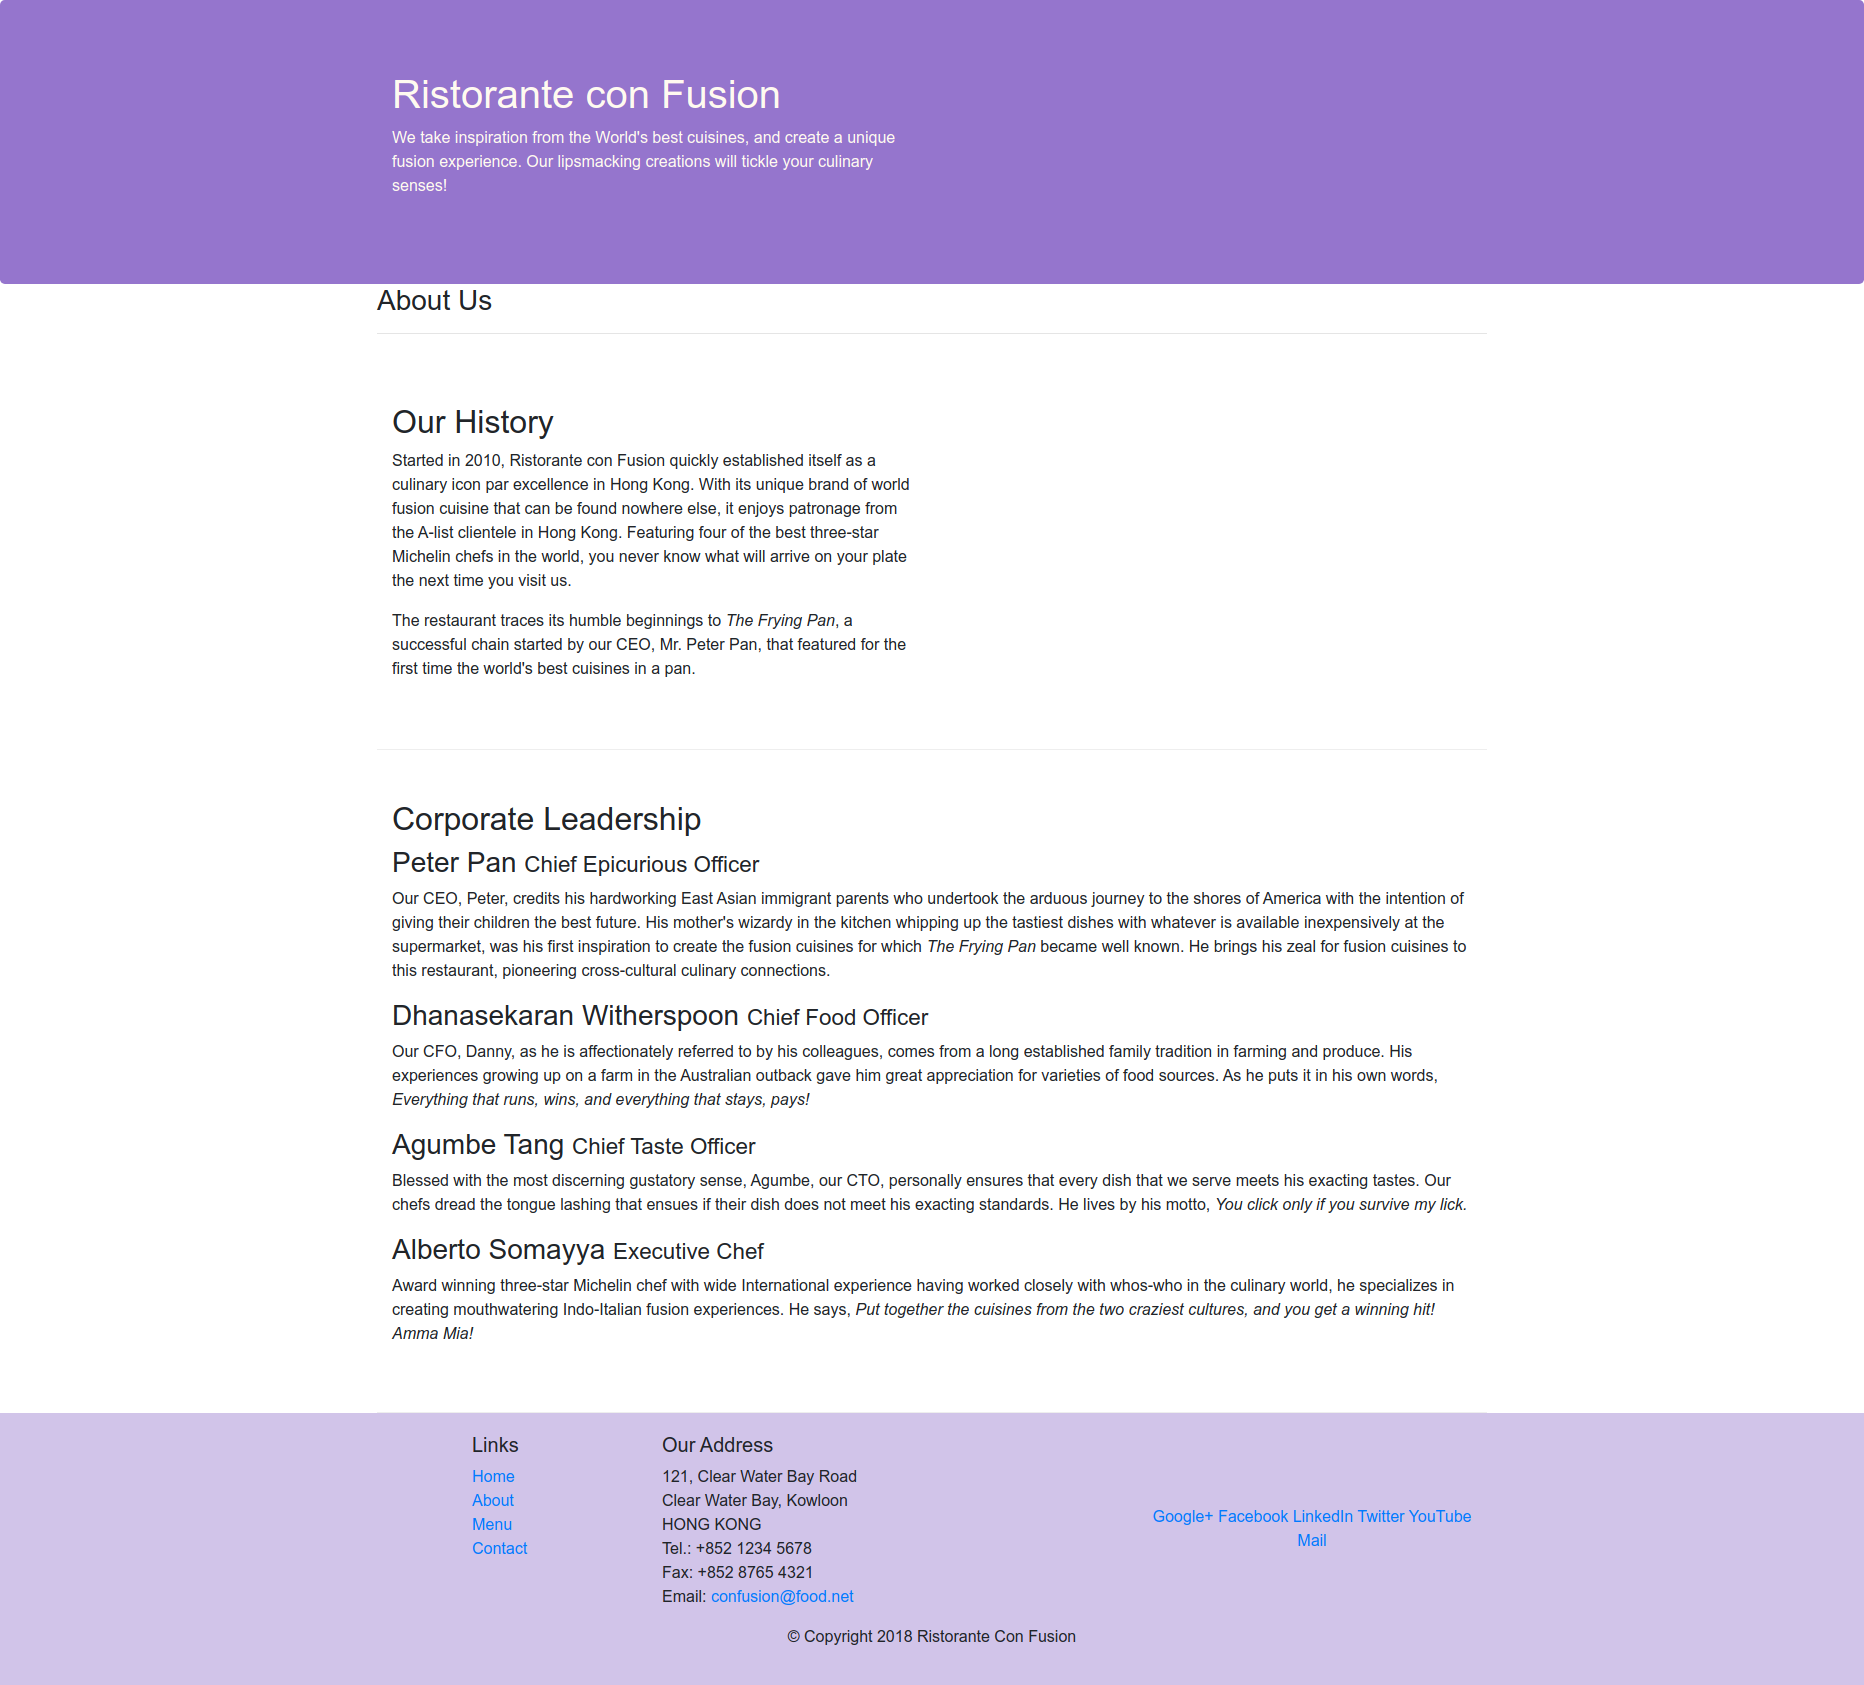 Ristorante con Fusion
We take inspiration from the World's best cuisines, and create a unique
fusion experience. Our lipsmacking creations will tickle your culinary
senses!
About Us
Our History
Started in 2010, Ristorante con Fusion quickly established itself as a
culinary icon par excellence in Hong Kong. With its unique brand of world
fusion cuisine that can be found nowhere else, it enjoys patronage from
the A-list clientele in Hong Kong. Featuring four of the best three-star
Michelin chefs in the world, you never know what will arrive on your plate
the next time you visit us.
The restaurant traces its humble beginnings to The Frying Pan, a
successful chain started by our CEO, Mr. Peter Pan, that featured for the
first time the world's best cuisines in a pan.
Corporate Leadership
Peter Pan Chief Epicurious Officer
Our CEO, Peter, credits his hardworking East Asian immigrant parents who undertook the arduous journey to the shores of America with the intention of
giving their children the best future. His mother's wizardy in the kitchen whipping up the tastiest dishes with whatever is available inexpensively at the
supermarket, was his first inspiration to create the fusion cuisines for which The Frying Pan became well known. He brings his zeal for fusion cuisines to
this restaurant, pioneering cross-cultural culinary connections.
Dhanasekaran Witherspoon Chief Food Officer
Our CFO, Danny, as he is affectionately referred to by his colleagues, comes from a long established family tradition in farming and produce. His
experiences growing up on a farm in the Australian outback gave him great appreciation for varieties of food sources. As he puts it in his own words,
Everything that runs, wins, and everything that stays, pays!
Agumbe Tang Chief Taste Officer
Blessed with the most discerning gustatory sense, Agumbe, our CTO, personally ensures that every dish that we serve meets his exacting tastes. Our
chefs dread the tongue lashing that ensues if their dish does not meet his exacting standards. He lives by his motto, You click only if you survive my lick.
Alberto Somayya Executive Chef
Award winning three-star Michelin chef with wide International experience having worked closely with whos-who in the culinary world, he specializes in
creating mouthwatering Indo-Italian fusion experiences. He says, Put together the cuisines from the two craziest cultures, and you get a winning hit!
Amma Mia!
Links
Home
About
Menu
Contact
Our Address
121, Clear Water Bay Road
Clear Water Bay, Kowloon
HONG KONG
Tel.: +852 1234 5678
Fax: +852 8765 4321
Email: confusion@food.net
Google+ Facebook LinkedIn Twitter YouTube
Mail
© Copyright 2018 Ristorante Con Fusion